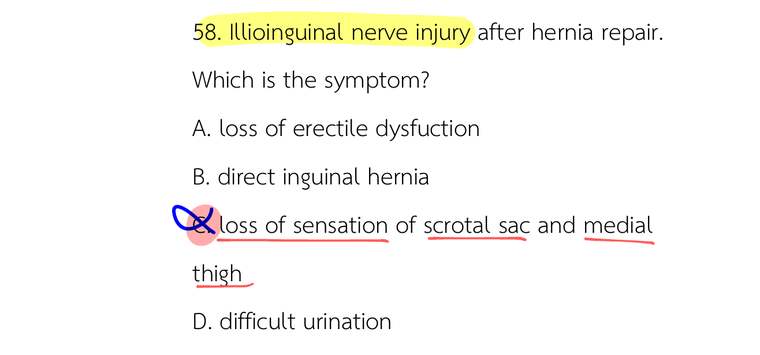 58. Illioinguinal nerve injury after hernia repair.
Which is the symptom?
A. loss of erectile dysfuction
B. direct inguinal hernia
C. loss of sensation of scrotal sac and medial
thigh
D. difficult urination